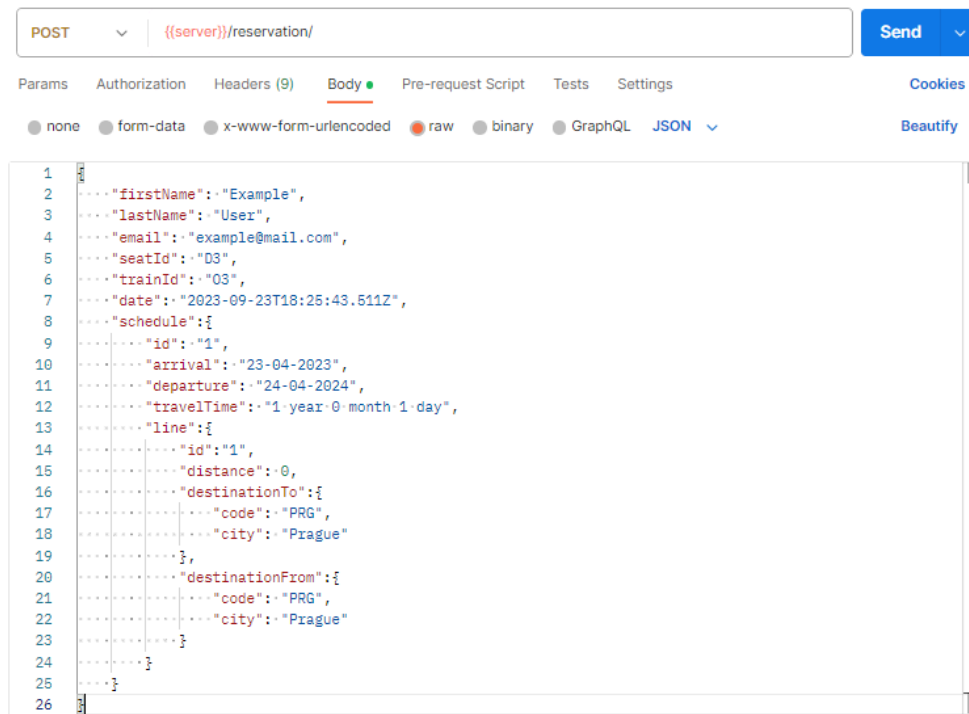 POST {{server}}/reservation/ Send
Params Authorization Headers (9) Body Pre-request Script Tests Settings Cookies
none form-data x-www-form-urlencoded raw binary GraphQL JSON Beautify
1 {
2 "firstName": "Example",
3 "lastName": "User",
4 "email": "example@mail.com",
5 "seatId": "D3",
6 "trainId": "O3",
7 "date": "2023-09-23T18:25:43.511Z",
8 "schedule":{
9 "id": "1",
10 "arrival": "23-04-2023",
11 "departure": "24-04-2024",
12 "travelTime": "1 year 0 month 1 day",
13 "line":{
14 "id":"1",
15 "distance": 0,
16 "destinationTo":{
17 "code": "PRG",
18 "city": "Prague"
19 },
20 "destinationFrom":{
21 "code": "PRG",
22 "city": "Prague"
23 }
24 }
25 }
26 }